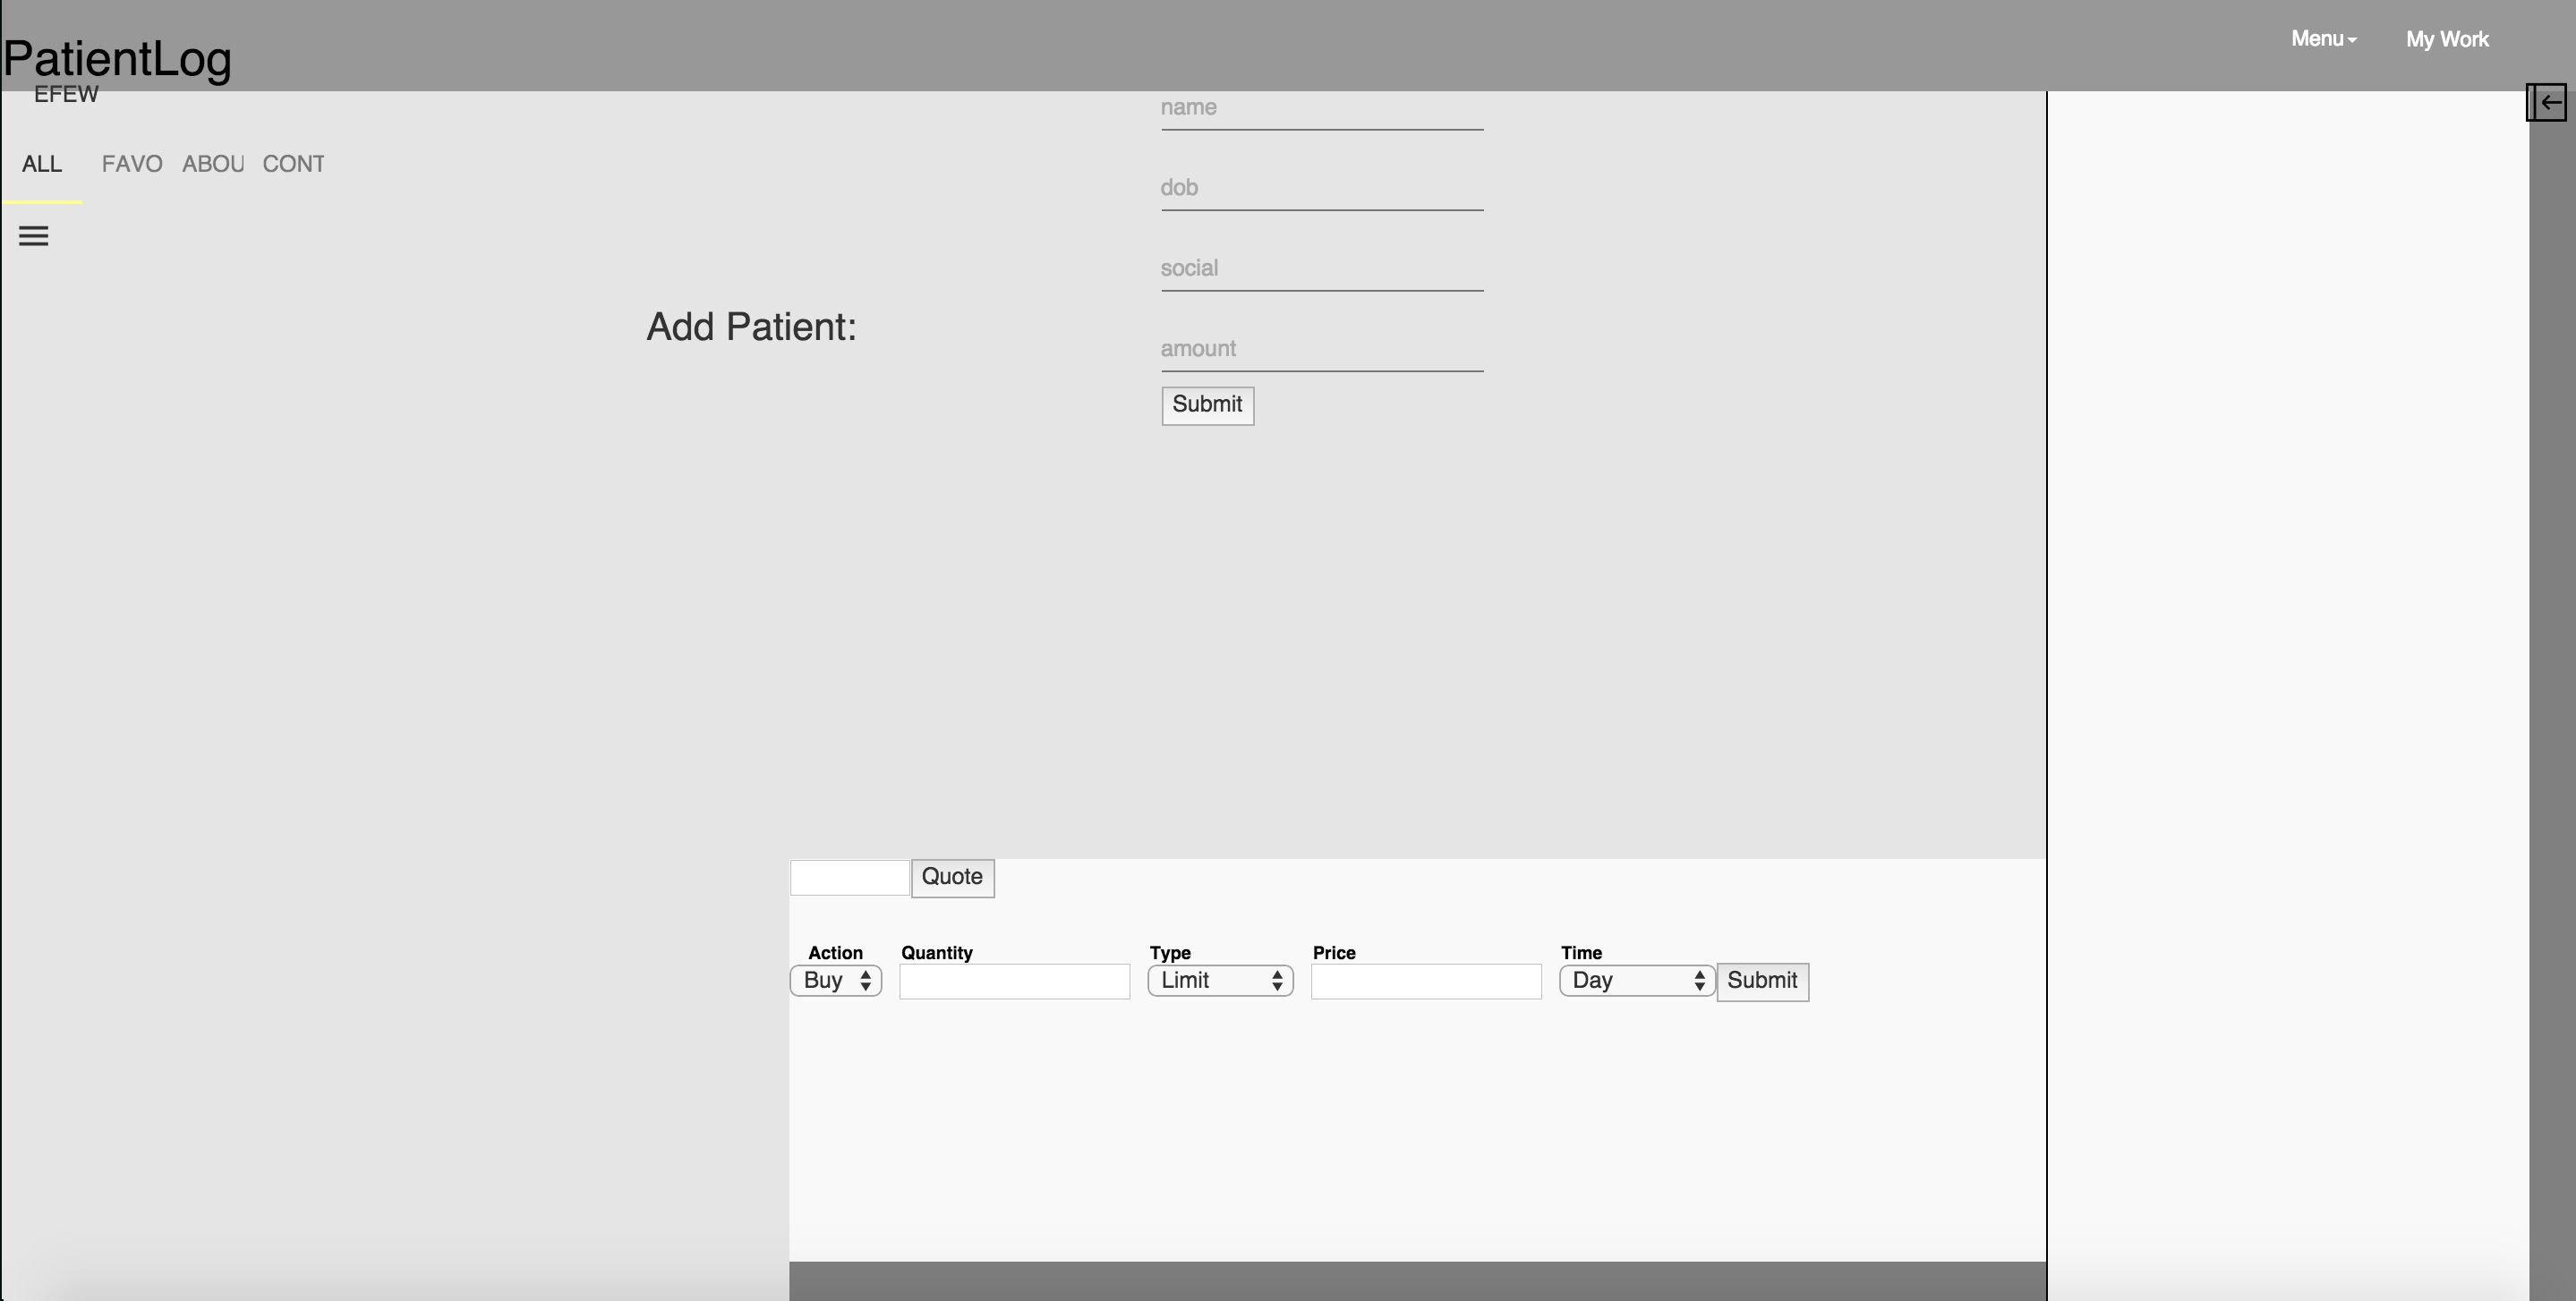 PatientLog
Menu
My Work
EFEW
ALL FAVO ABOU CONT
name
dob
social
Add Patient:
amount
Submit
Quote
Action Quantity Type Price Time
Buy Limit Day Submit